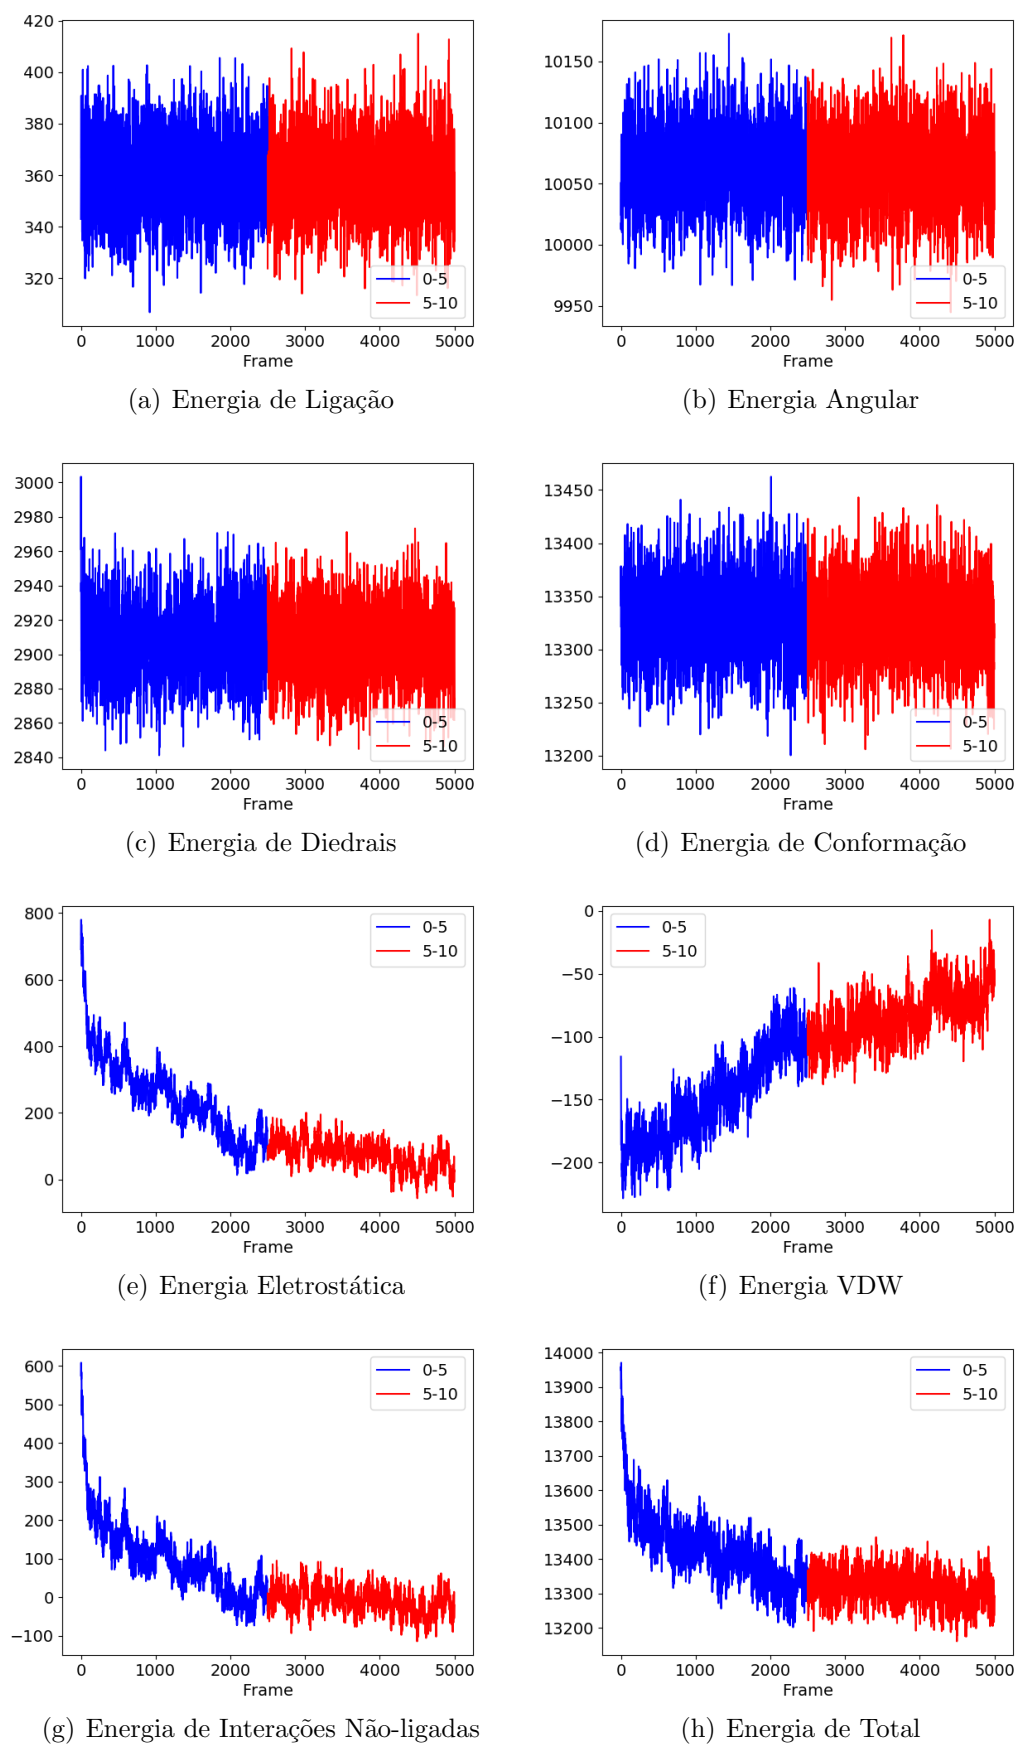 420
400
380
360
340
320
0-5
5-10
0 1000 2000 3000 4000 5000
Frame
(a) Energia de Ligação
10150
10100
10050
10000
9950
0-5
5-10
0 1000 2000 3000 4000 5000
Frame
(b) Energia Angular
3000
2980
2960
2940
2920
2900
2880
2860
2840
0-5
5-10
0 1000 2000 3000 4000 5000
Frame
(c) Energia de Diedrais
13450
13400
13350
13300
13250
13200
0-5
5-10
0 1000 2000 3000 4000 5000
Frame
(d) Energia de Conformação
800
600
400
200
0
0-5
5-10
0 1000 2000 3000 4000 5000
Frame
(e) Energia Eletrostática
0
−50
−100
−150
−200
0-5
5-10
0 1000 2000 3000 4000 5000
Frame
(f) Energia VDW
600
500
400
300
200
100
0
−100
0-5
5-10
0 1000 2000 3000 4000 5000
Frame
(g) Energia de Interações Não-ligadas
14000
13900
13800
13700
13600
13500
13400
13300
13200
0-5
5-10
0 1000 2000 3000 4000 5000
Frame
(h) Energia de Total